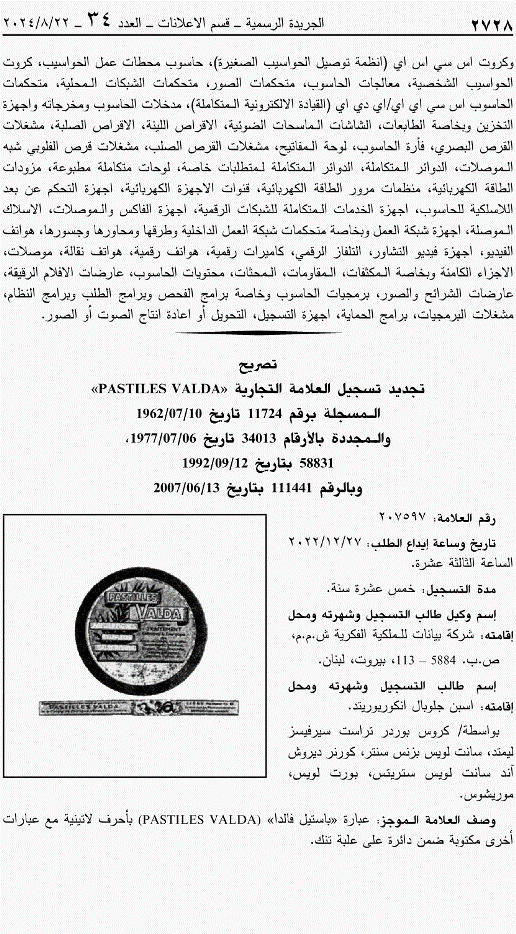 ٢٧٢٨ الجريدة الرسمية – قسم الاعلانات – العدد ٣٤ – ٢٠٢٤/٨/٢٢
وكروت اس سي اس اي (انظمة توصيل الحواسيب الصغيرة)، حاسوب محطات عمل الحواسيب، كروت
الحواسيب الشخصية، معالجات الحاسوب، متحكمات الصور، متحكمات الشبكات المحلية، متحكمات
الحاسوب اس سي اي اي/اي دي اي (القيادة الالكترونية المتكاملة)، مدخلات الحاسوب ومخرجاته واجهزة
التخزين وبخاصة الطابعات، الشاشات الماسحات الضوئية، الاقراص اللينة، الاقراص الصلبة، مشغلات
القرص البصري، فأرة الحاسوب، لوحة المفاتيح، مشغلات القرص الصلب، مشغلات قرص الفلوبي شبه
الموصلات، الدوائر المتكاملة، الدوائر المتكاملة لمتطلبات خاصة، لوحات متكاملة مطبوعة، مزودات
الطاقة الكهربائية، منظمات مرور الطاقة الكهربائية، قنوات الاجهزة الكهربائية، اجهزة التحكم عن بعد
اللاسلكية للحاسوب، اجهزة الخدمات المتكاملة للشبكات الرقمية، اجهزة الفاكس والموصلات، الاسلاك
الموصلة، اجهزة شبكة العمل وبخاصة متحكمات شبكة العمل الداخلية وطرقها ومحاورها وجسورها، هواتف
الفيديو، اجهزة فيديو التشاور، التلفاز الرقمي، كاميرات رقمية، هواتف رقمية، هواتف نقالة، موصلات،
الاجزاء الكامنة وبخاصة المكثفات، المقاومات، المحثات، محتويات الحاسوب، عارضات الافلام الرقيقة،
عارضات الشرائح والصور، برمجيات الحاسوب وخاصة برامج الفحص وبرامج الطلب وبرامج النظام،
مشغلات البرمجيات، برامج الحماية، اجهزة التسجيل، التحويل أو اعادة انتاج الصوت أو الصور.
تصريح
تجديد تسجيل العلامة التجارية «PASTILES VALDA»
المسجلة برقم 11724 تاريخ 1962/07/10
والمجددة بالأرقام 34013 تاريخ 1977/07/06،
58831 بتاريخ 1992/09/12
وبالرقم 111441 بتاريخ 2007/06/13
رقم العلامة: ٢٠٧٥٩٧
تاريخ وساعة إيداع الطلب: ٢٠٢٢/١٢/٢٧
الساعة الثالثة عشرة.
مدة التسجيل: خمس عشرة سنة.
إسم وكيل طالب التسجيل وشهرته ومحل
إقامته: شركة بيانات للملكية الفكرية ش.م.م،
ص.ب. 5884 – 113، بيروت، لبنان.
إسم طالب التسجيل وشهرته ومحل
إقامته: اسبن جلوبال انكوربوريتد.
بواسطة/ كروس بوردر تراست سيرفيسز
ليمتد، سانت لويس بزنس سنتر، كورنر ديروش
آند سانت لويس ستريتس، بورت لويس،
موريشوس.
PASTILLES
VALDA
TRAITEMENT
PASTILLES VALDA
وصف العلامة الموجز: عبارة «باستيل فالدا» (PASTILES VALDA) بأحرف لاتينية مع عبارات
أخرى مكتوبة ضمن دائرة على علبة تنك.